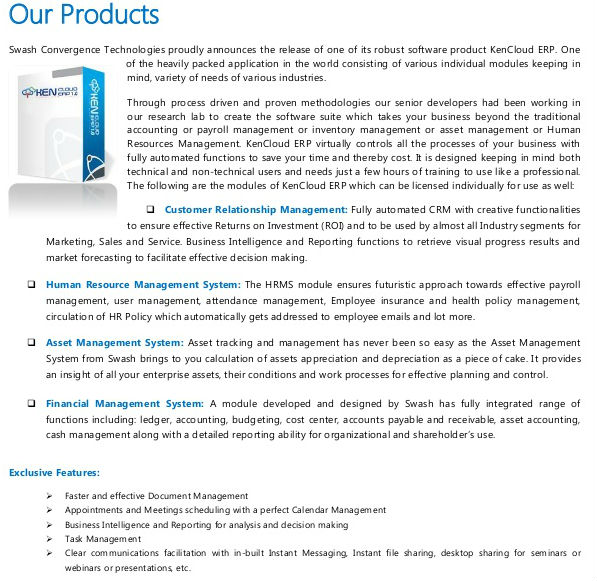 Our Products
Swash Convergence Technologies proudly announces the release of one of its robust software product KenCloud ERP. One
of the heavily packed application in the world consisting of various individual modules keeping in
mind, variety of needs of various industries.
KEN CLOUD ERP 1.0
KEN CLOUD ERP 1.0
Through process driven and proven methodologies our senior developers had been working in
our research lab to create the software suite which takes your business beyond the traditional
accounting or payroll management or inventory management or asset management or Human
Resources Management. KenCloud ERP virtually controls all the processes of your business with
fully automated functions to save your time and thereby cost. It is designed keeping in mind both
technical and non-technical users and needs just a few hours of training to use like a professional.
The following are the modules of KenCloud ERP which can be licensed individually for use as well:
❑ Customer Relationship Management: Fully automated CRM with creative functionalities
to ensure effective Returns on Investment (ROI) and to be used by almost all Industry segments for
Marketing, Sales and Service. Business Intelligence and Reporting functions to retrieve visual progress results and
market forecasting to facilitate effective decision making.
❑ Human Resource Management System: The HRMS module ensures futuristic approach towards effective payroll
management, user management, attendance management, Employee insurance and health policy management,
circulation of HR Policy which automatically gets addressed to employee emails and lot more.
❑ Asset Management System: Asset tracking and management has never been so easy as the Asset Management
System from Swash brings to you calculation of assets appreciation and depreciation as a piece of cake. It provides
an insight of all your enterprise assets, their conditions and work processes for effective planning and control.
❑ Financial Management System: A module developed and designed by Swash has fully integrated range of
functions including: ledger, accounting, budgeting, cost center, accounts payable and receivable, asset accounting,
cash management along with a detailed reporting ability for organizational and shareholder's use.
Exclusive Features:
➢ Faster and effective Document Management
➢ Appointments and Meetings scheduling with a perfect Calendar Management
➢ Business Intelligence and Reporting for analysis and decision making
➢ Task Management
➢ Clear communications facilitation with in-built Instant Messaging, Instant file sharing, desktop sharing for seminars or
webinars or presentations, etc.